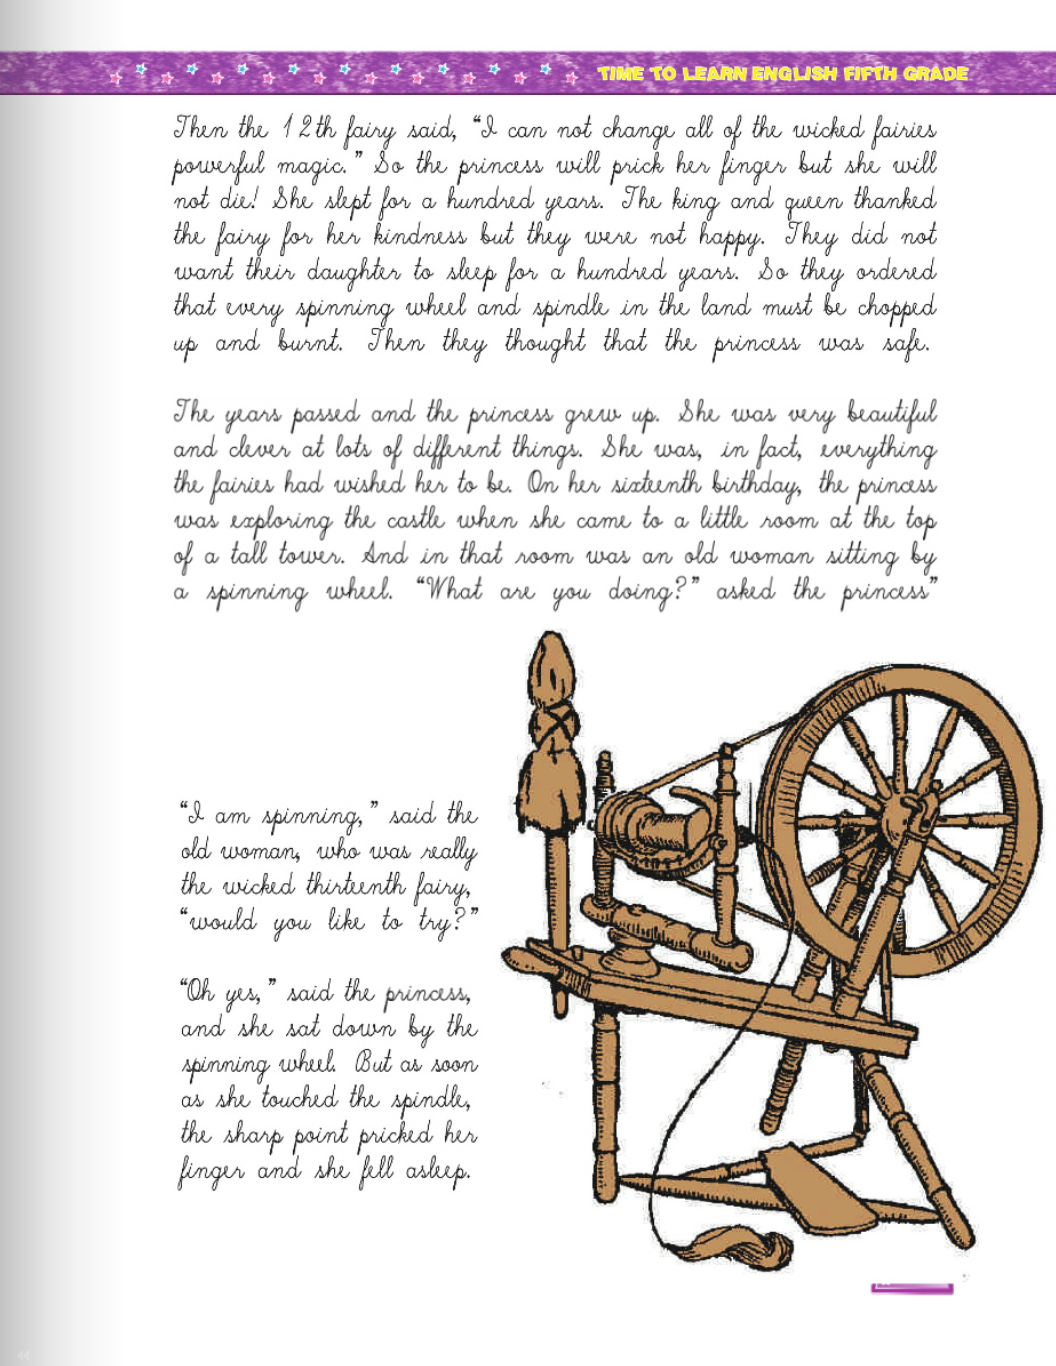 TIME TO LEARN ENGLISH FIFTH GRADE
Then the 12th fairy said, “I can not change all of the wicked fairies
powerful magic.” So the princess will prick her finger but she will
not die! She slept for a hundred years. The king and queen thanked
the fairy for her kindness but they were not happy. They did not
want their daughter to sleep for a hundred years. So they ordered
that every spinning wheel and spindle in the land must be chopped
up and burnt. Then they thought that the princess was safe.
The years passed and the princess grew up. She was very beautiful
and clever at lots of different things. She was, in fact, everything
the fairies had wished her to be. On her sixteenth birthday, the princess
was exploring the castle when she came to a little room at the top
of a tall tower. And in that room was an old woman sitting by
a spinning wheel. “What are you doing?” asked the princess”
“I am spinning,” said the
old woman, who was really
the wicked thirteenth fairy,
“would you like to try?”
“Oh yes,” said the princess,
and she sat down by the
spinning wheel. But as soon
as she touched the spindle,
the sharp point pricked her
finger and she fell asleep.
44